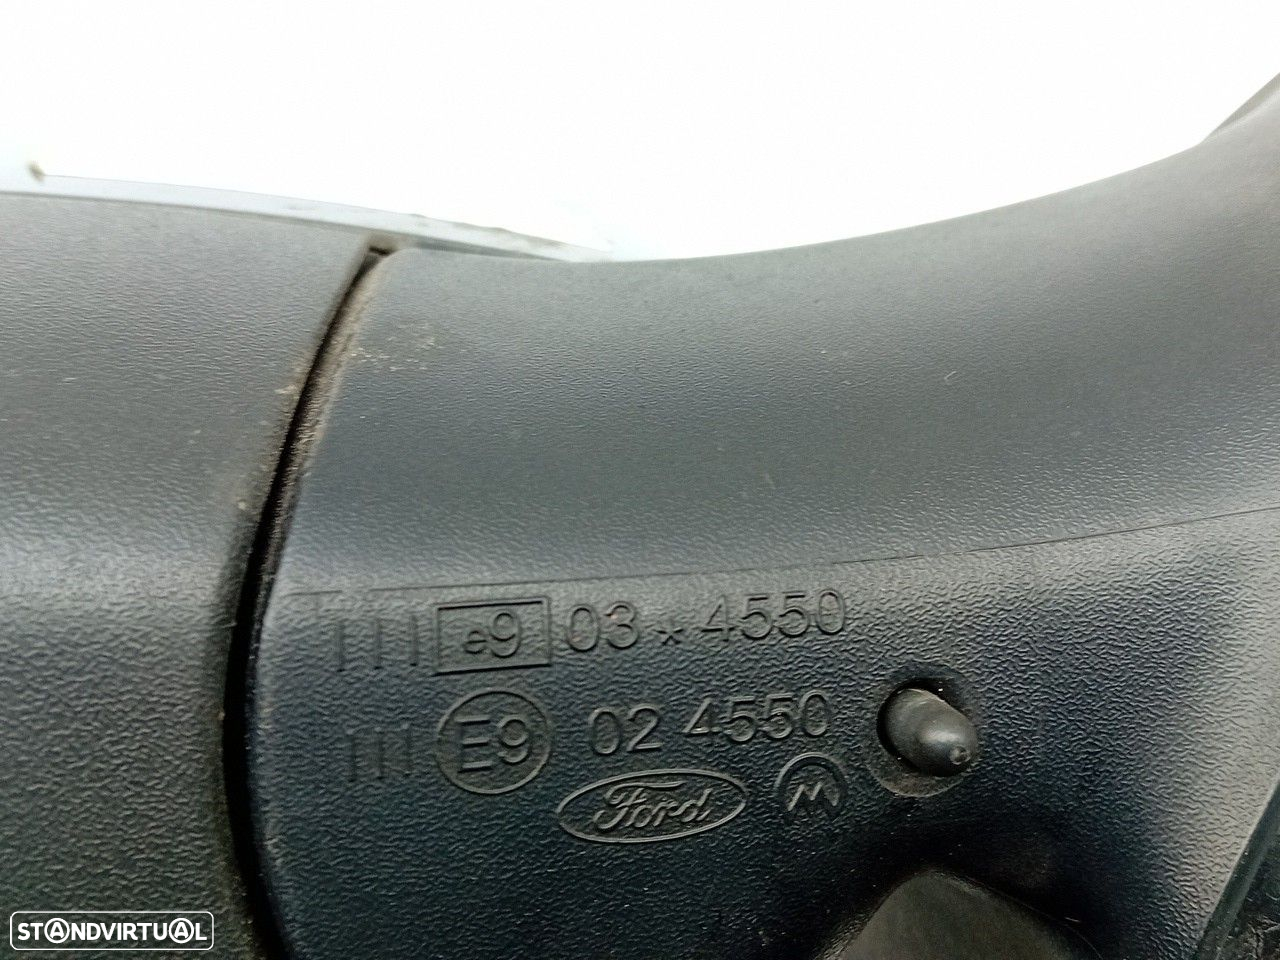 III e9 03 * 4550
III E9 02 4550
Ford M
STANDVIRTUAL